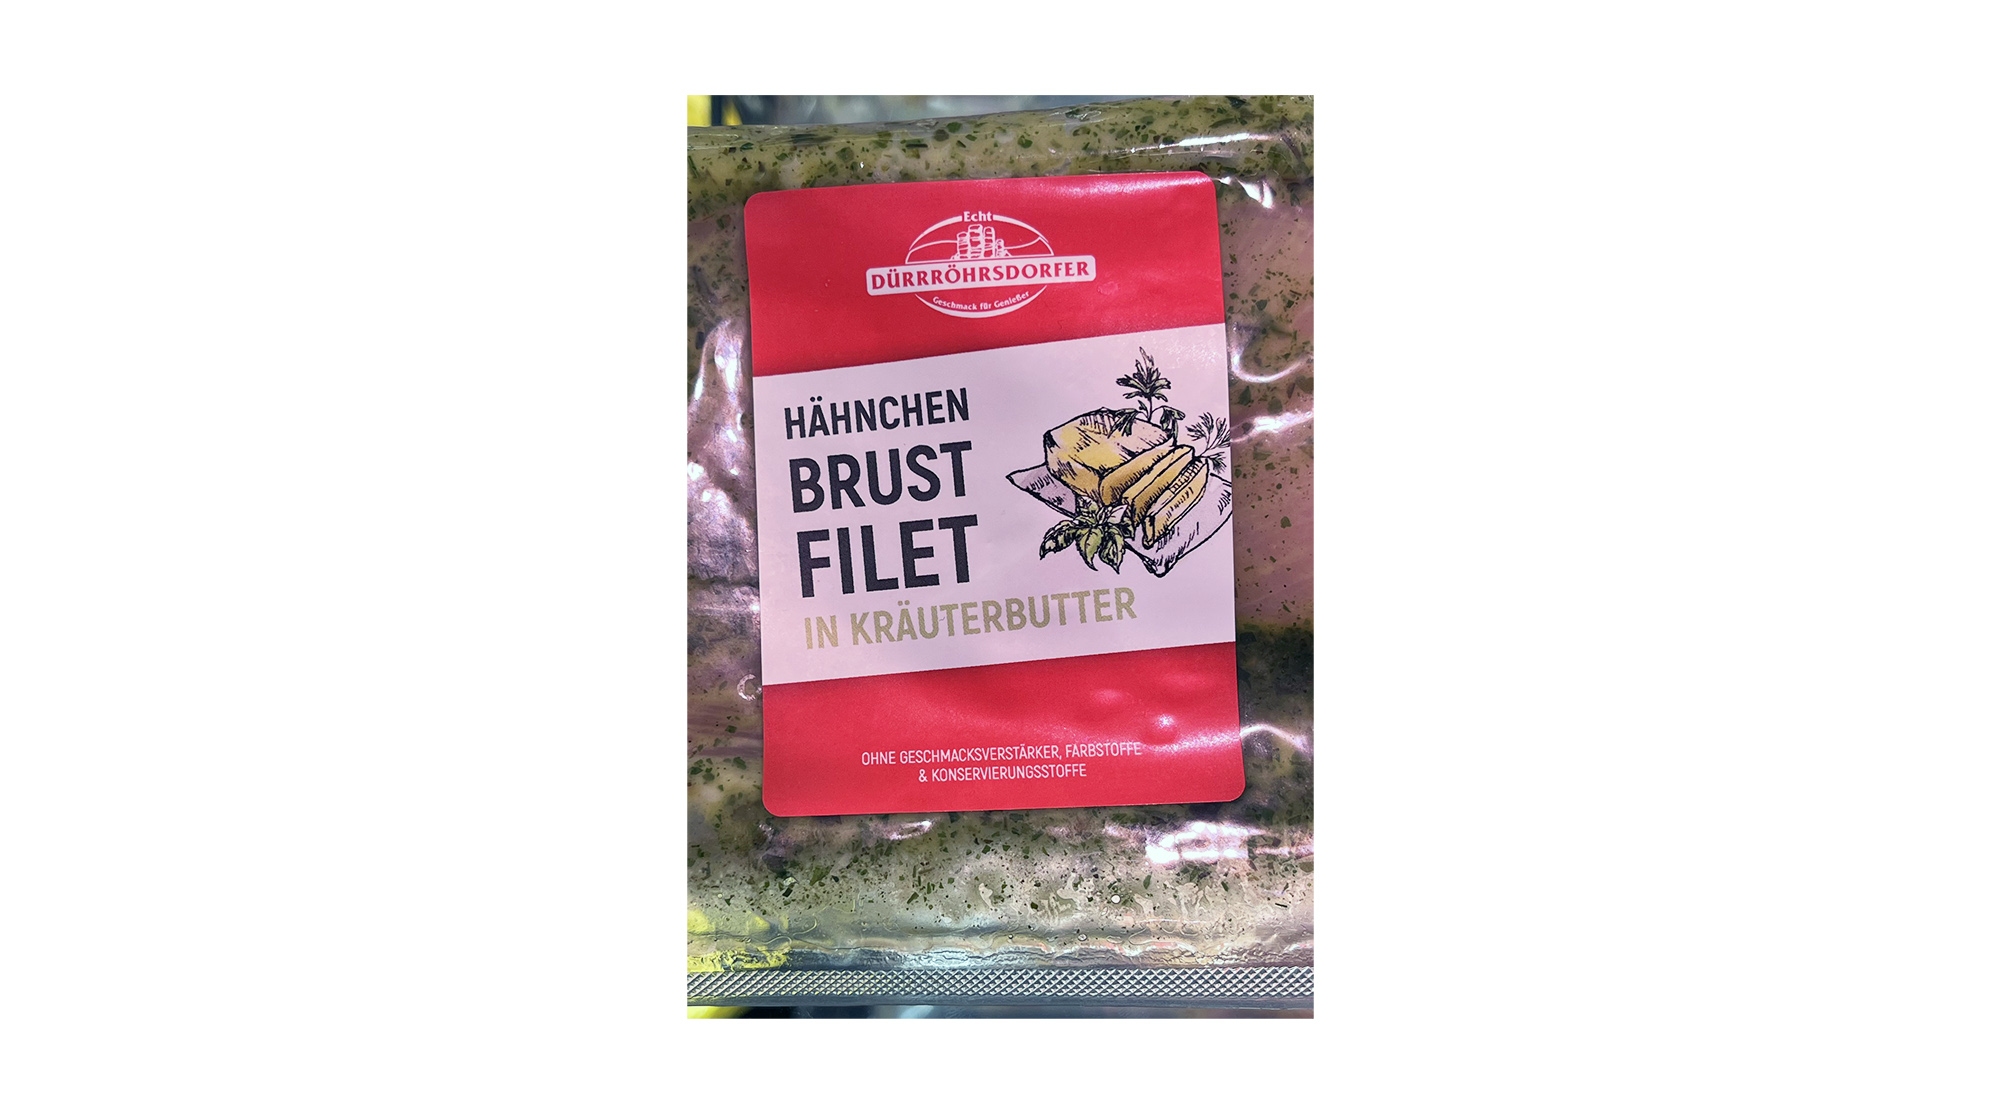 Echt
DÜRRRÖHRSDORFER
Geschmack für Genießer
HÄHNCHEN
BRUST
FILET
IN KRÄUTERBUTTER
OHNE GESCHMACKSVERSTÄRKER, FARBSTOFFE
& KONSERVIERUNGSSTOFFE